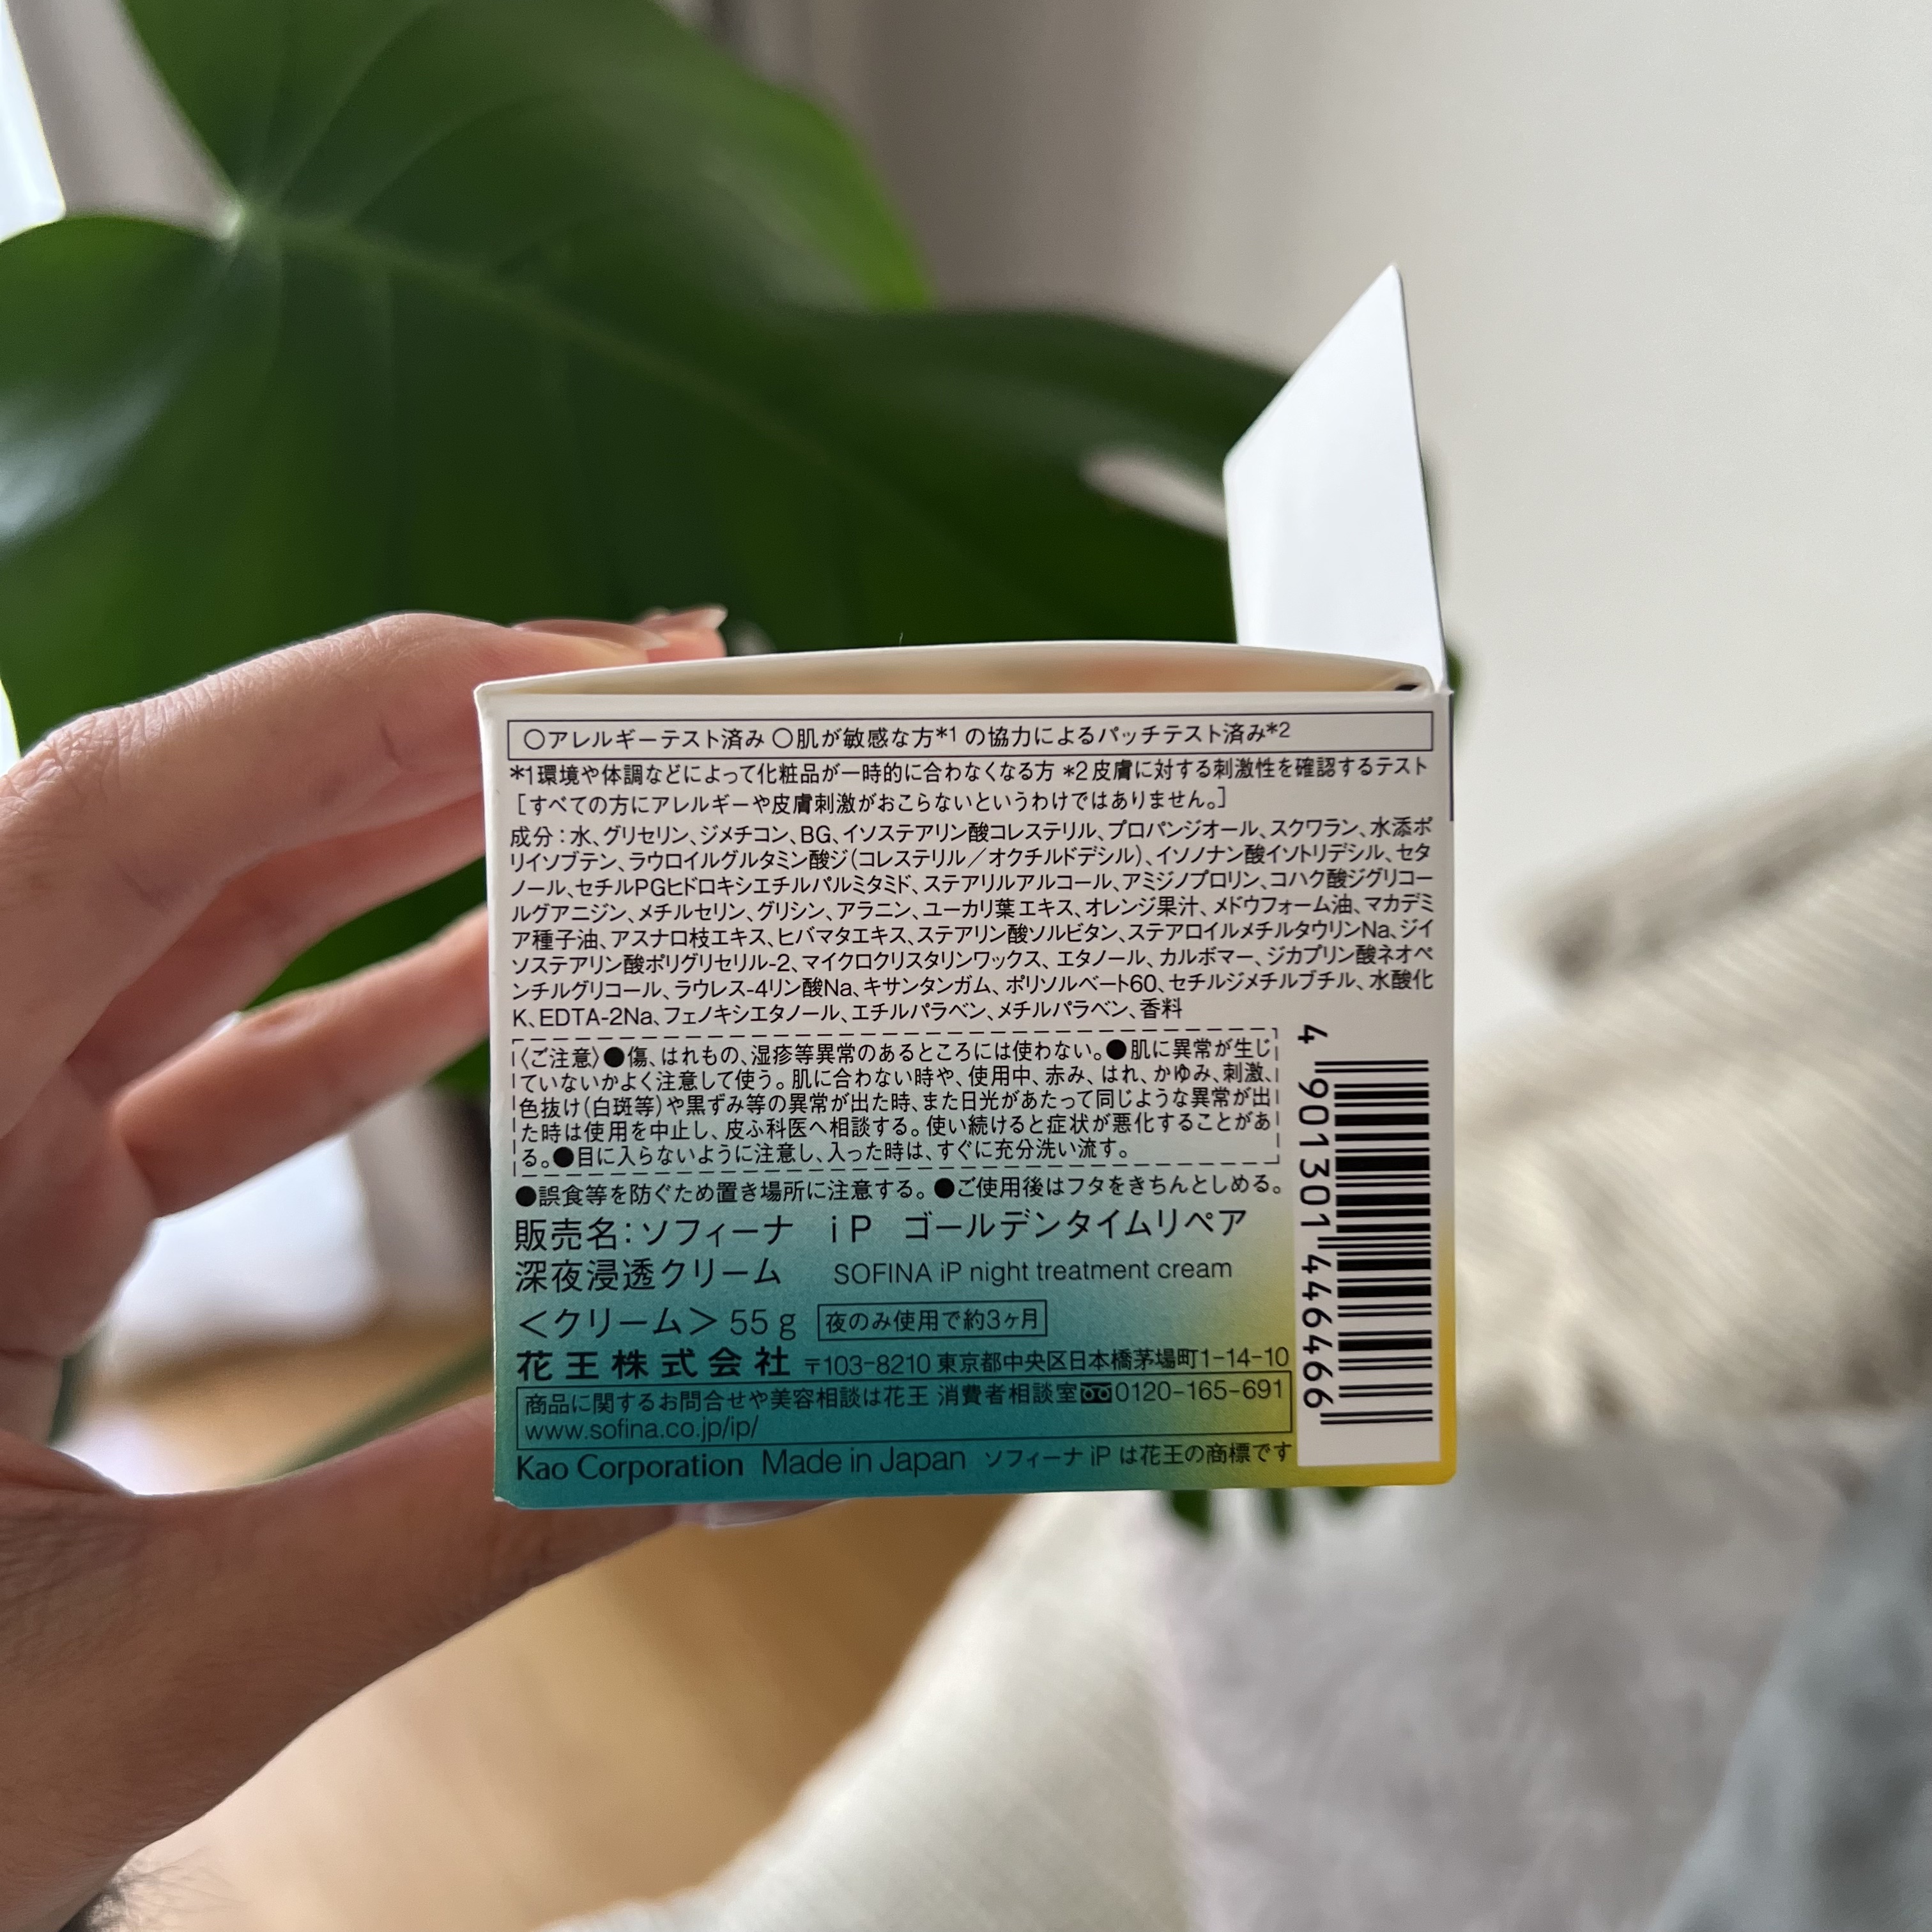 ○アレルギーテスト済み ○肌が敏感な方*1 の協力によるパッチテスト済み*2
*1環境や体調などによって化粧品が一時的に合わなくなる方 *2皮膚に対する刺激性を確認するテスト
[すべての方にアレルギーや皮膚刺激がおこらないというわけではありません。]
成分：水、グリセリン、ジメチコン、BG、イソステアリン酸コレステリル、プロパンジオール、スクワラン、水添ポ
リイソブテン、ラウロイルグルタミン酸ジ（コレステリル／オクチルドデシル）、イソノナン酸イソトリデシル、セタ
ノール、セチルPGヒドロキシエチルパルミタミド、ステアリルアルコール、アミジノプロリン、コハク酸ジグリコー
ルグアニジン、メチルセリン、グリシン、アラニン、ユーカリ葉エキス、オレンジ果汁、メドウフォーム油、マカデミ
ア種子油、アスナロ枝エキス、ヒバマタエキス、ステアリン酸ソルビタン、ステアロイルメチルタウリンNa、ジイ
ソステアリン酸ポリグリセリル-2、マイクロクリスタリンワックス、エタノール、カルボマー、ジカプリン酸ネオペ
ンチルグリコール、ラウレス-4リン酸Na、キサンタンガム、ポリソルベート60、セチルジメチルブチル、水酸化
K、EDTA-2Na、フェノキシエタノール、エチルパラベン、メチルパラベン、香料
〈ご注意〉●傷、はれもの、湿疹等異常のあるところには使わない。●肌に異常が生じ
ていないかよく注意して使う。肌に合わない時や、使用中、赤み、はれ、かゆみ、刺激、
色抜け（白斑等）や黒ずみ等の異常が出た時、また日光があたって同じような異常が出
た時は使用を中止し、皮ふ科医へ相談する。使い続けると症状が悪化することがあ
る。●目に入らないように注意し、入った時は、すぐに充分洗い流す。
●誤食等を防ぐため置き場所に注意する。●ご使用後はフタをきちんとしめる。
販売名：ソフィーナ　iP　ゴールデンタイムリペア
深夜浸透クリーム　SOFINA iP night treatment cream
＜クリーム＞ 55g 夜のみ使用で約3ヶ月
花王株式会社 〒103-8210 東京都中央区日本橋茅場町1-14-10
商品に関するお問合せや美容相談は花王 消費者相談室 0120-165-691
www.sofina.co.jp/ip/
Kao Corporation Made in Japan ソフィーナ iP は花王の商標です
4 901301 446466